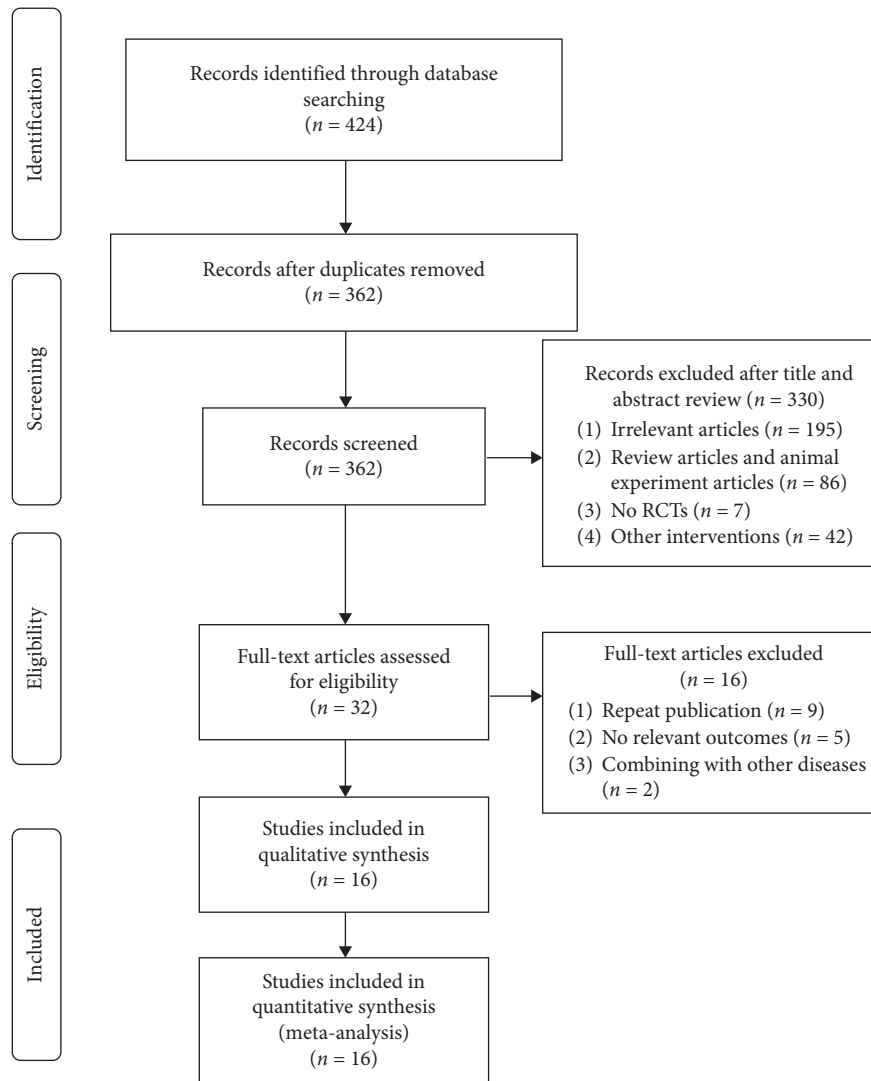 Identification
Records identified through database
searching
(n = 424)
Records after duplicates removed
(n = 362)
Screening
Records screened
(n = 362)
Records excluded after title and
abstract review (n = 330)
(1) Irrelevant articles (n = 195)
(2) Review articles and animal
experiment articles (n = 86)
(3) No RCTs (n = 7)
(4) Other interventions (n = 42)
Eligibility
Full-text articles assessed
for eligibility
(n = 32)
Full-text articles excluded
(n = 16)
(1) Repeat publication (n = 9)
(2) No relevant outcomes (n = 5)
(3) Combining with other diseases
(n = 2)
Included
Studies included in
qualitative synthesis
(n = 16)
Studies included in
quantitative synthesis
(meta-analysis)
(n = 16)